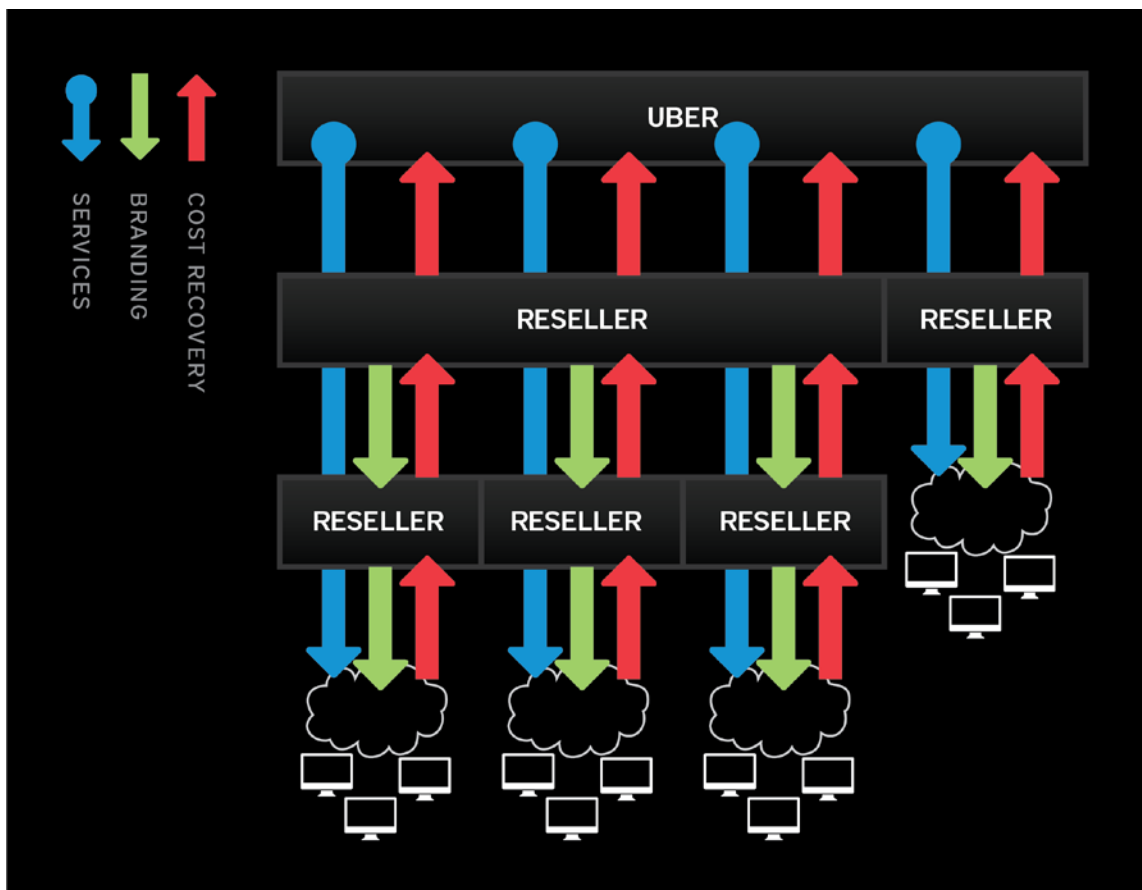 UBER
SERVICES
BRANDING
COST RECOVERY
RESELLER
RESELLER
RESELLER
RESELLER
RESELLER